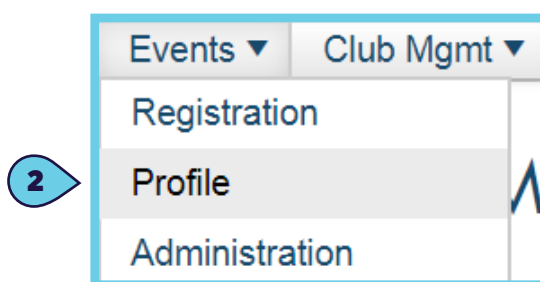 Events ▼ Club Mgmt ▼
Registration
2 Profile
Administration